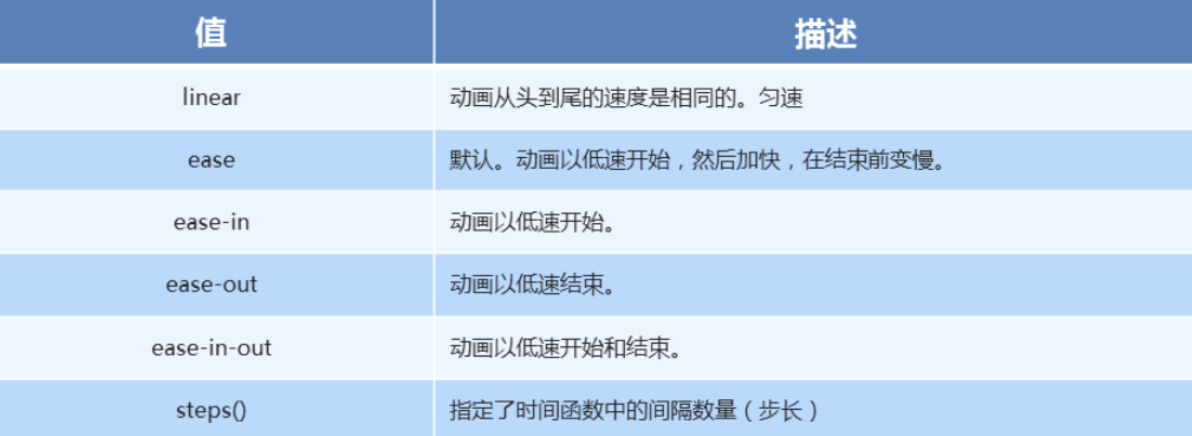 值 描述
linear 动画从头到尾的速度是相同的。匀速
ease 默认。动画以低速开始，然后加快，在结束前变慢。
ease-in 动画以低速开始。
ease-out 动画以低速结束。
ease-in-out 动画以低速开始和结束。
steps() 指定了时间函数中的间隔数量（步长）